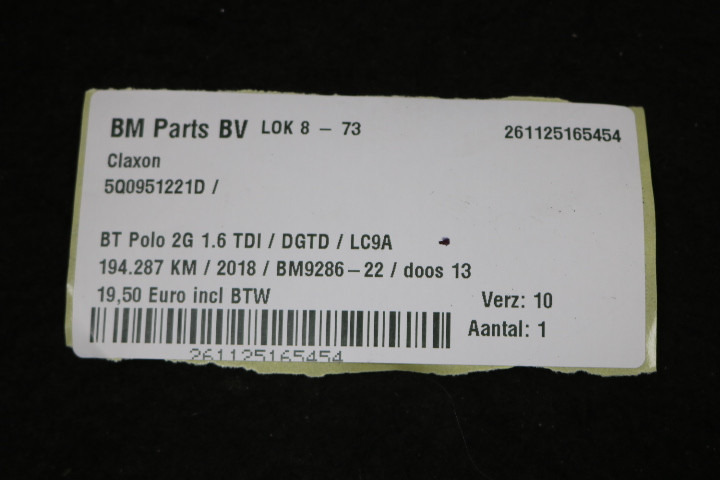 BM Parts BV LOK 8 - 73 261125165454
Claxon
5Q0951221D /
BT Polo 2G 1.6 TDI / DGTD / LC9A
194.287 KM / 2018 / BM9286-22 / doos 13
19,50 Euro incl BTW Verz: 10
Aantal: 1
261125165454